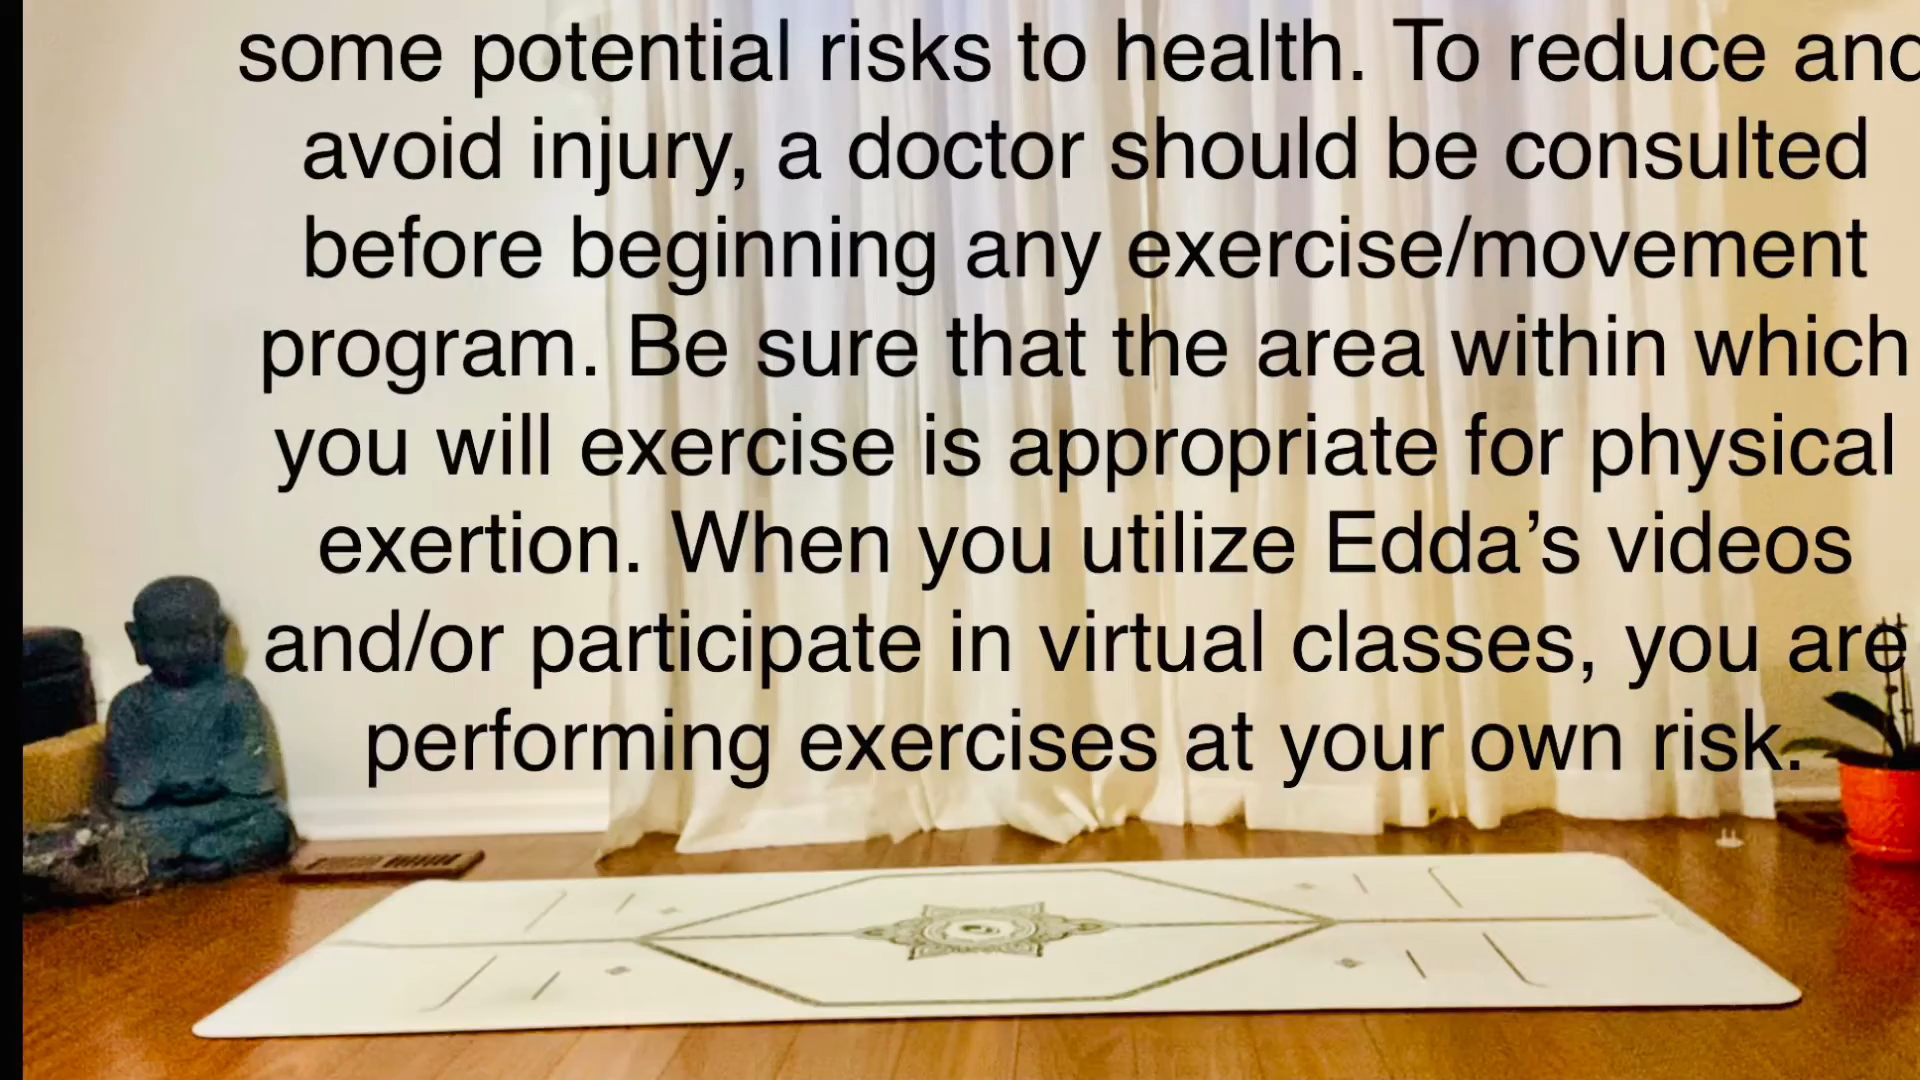 some potential risks to health. To reduce and
avoid injury, a doctor should be consulted
before beginning any exercise/movement
program. Be sure that the area within which
you will exercise is appropriate for physical
exertion. When you utilize Edda’s videos
and/or participate in virtual classes, you are
performing exercises at your own risk.